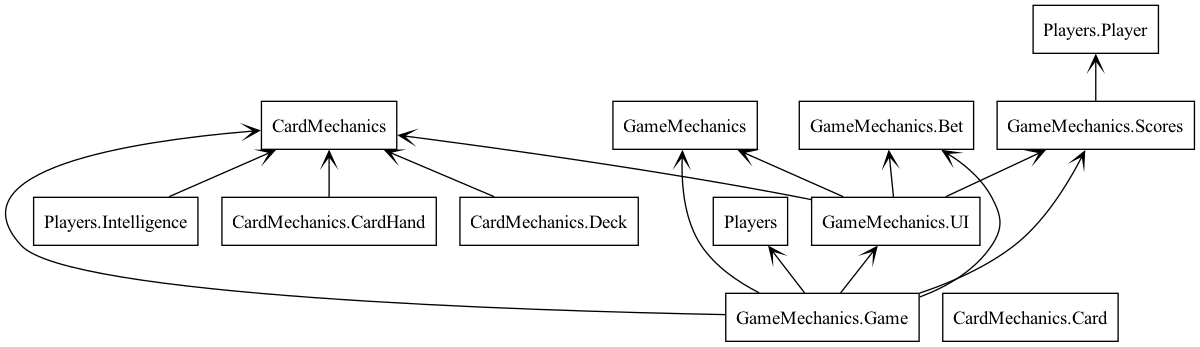 Players.Player
CardMechanics
GameMechanics
GameMechanics.Bet
GameMechanics.Scores
Players.Intelligence
CardMechanics.CardHand
CardMechanics.Deck
Players
GameMechanics.UI
GameMechanics.Game
CardMechanics.Card